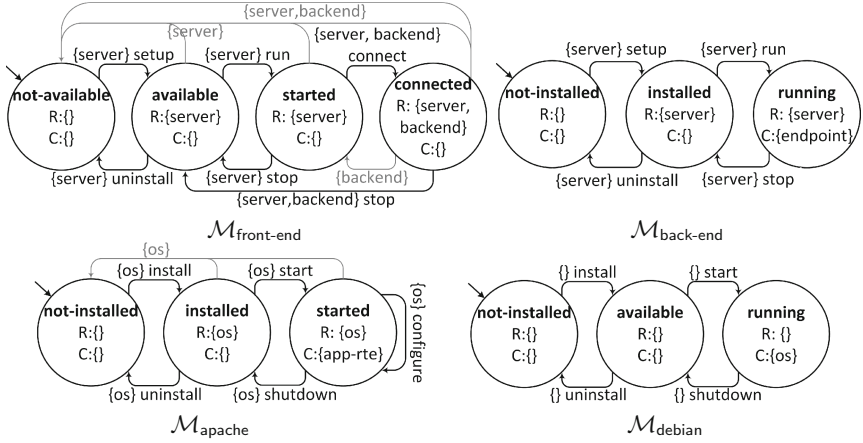 {server,backend}
{server}
{server, backend}
connect
{server} setup
{server} run
not-available
R:{}
C:{}
available
R:{server}
C:{}
started
R: {server}
C:{}
connected
R: {server,
backend}
C:{}
{server} uninstall
{server} stop
{backend}
{server,backend} stop
M front-end
{server} setup
{server} run
not-installed
R:{}
C:{}
installed
R:{server}
C:{}
running
R: {server}
C:{endpoint}
{server} uninstall
{server} stop
M back-end
{os}
{os} install
{os} start
not-installed
R:{}
C:{}
installed
R:{os}
C:{}
started
R: {os}
C:{app-rte}
{os} configure
{os} uninstall
{os} shutdown
M apache
{} install
{} start
not-installed
R:{}
C:{}
available
R:{}
C:{}
running
R: {}
C:{os}
{} uninstall
{} shutdown
M debian